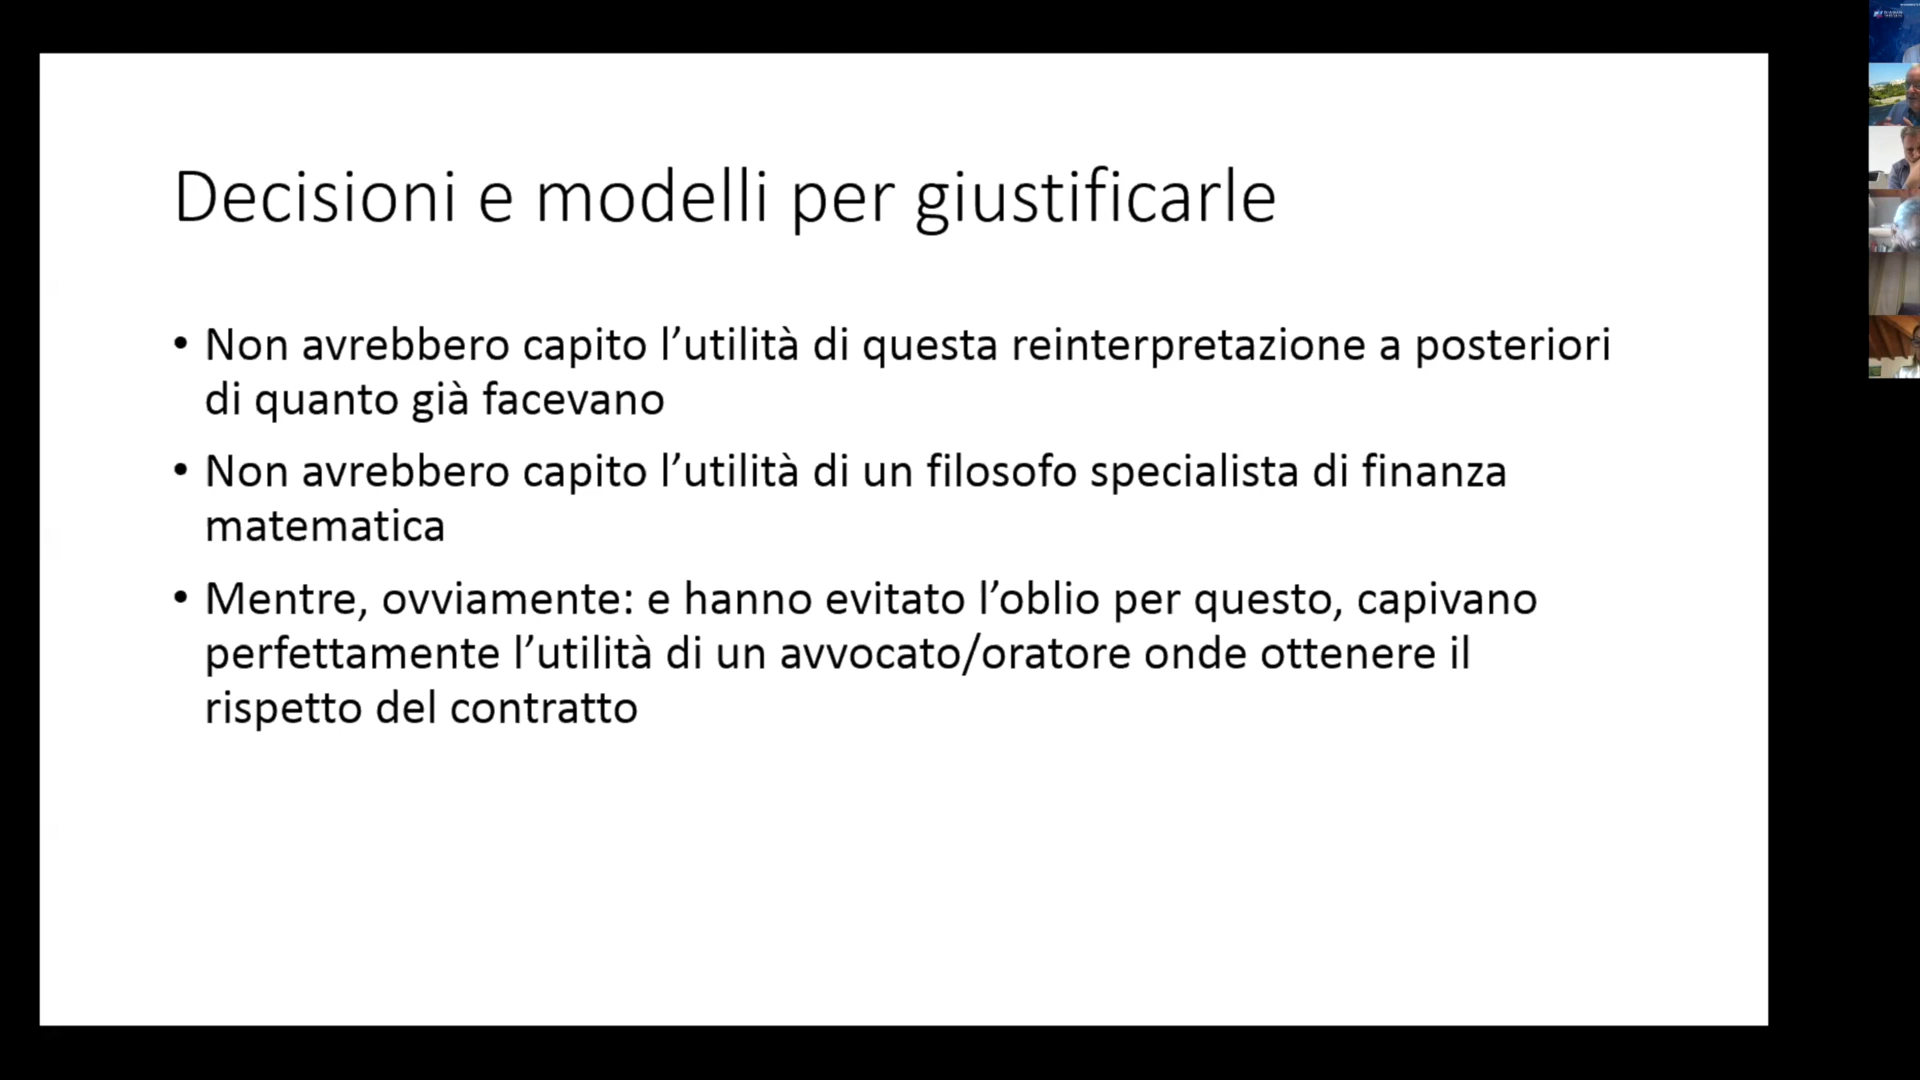 Decisioni e modelli per giustificarle
• Non avrebbero capito l’utilità di questa reinterpretazione a posteriori
di quanto già facevano
• Non avrebbero capito l’utilità di un filosofo specialista di finanza
matematica
• Mentre, ovviamente: e hanno evitato l’oblio per questo, capivano
perfettamente l’utilità di un avvocato/oratore onde ottenere il
rispetto del contratto